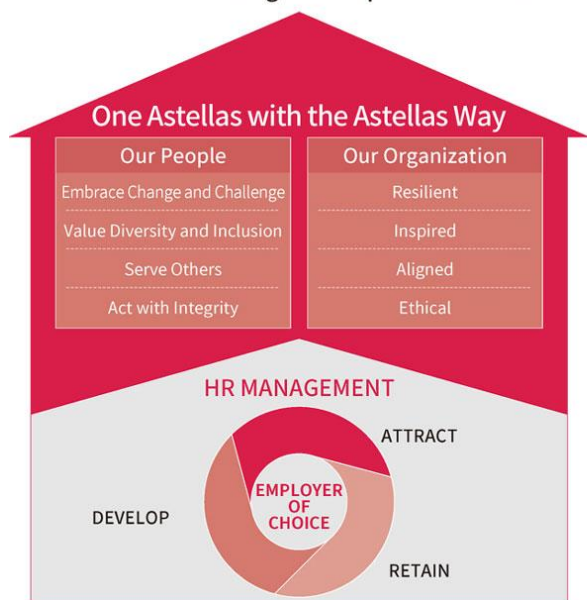 One Astellas with the Astellas Way
Our People
Embrace Change and Challenge
Value Diversity and Inclusion
Serve Others
Act with Integrity
Our Organization
Resilient
Inspired
Aligned
Ethical
HR MANAGEMENT
ATTRACT
EMPLOYER
OF
CHOICE
DEVELOP
RETAIN